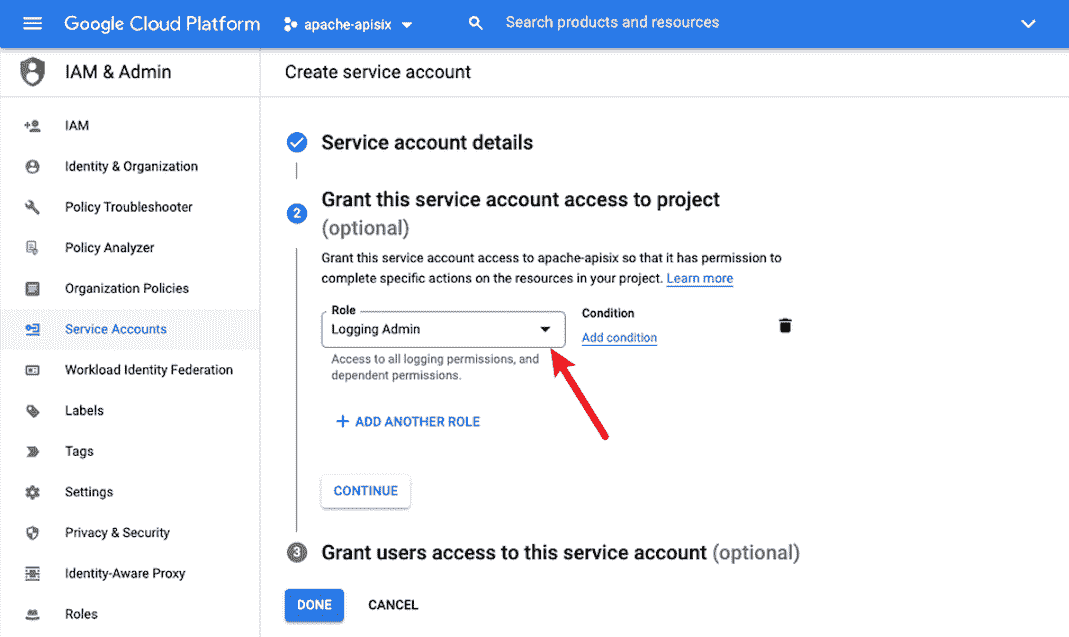 Google Cloud Platform
apache-apisix
Search products and resources
IAM & Admin
Create service account
IAM
Identity & Organization
Policy Troubleshooter
Policy Analyzer
Organization Policies
Service Accounts
Workload Identity Federation
Labels
Tags
Settings
Privacy & Security
Identity-Aware Proxy
Roles
Service account details
2
Grant this service account access to project
(optional)
Grant this service account access to apache-apisix so that it has permission to
complete specific actions on the resources in your project. Learn more
Role
Logging Admin
Condition
Add condition
Access to all logging permissions, and
dependent permissions.
+ ADD ANOTHER ROLE
CONTINUE
3
Grant users access to this service account (optional)
DONE
CANCEL